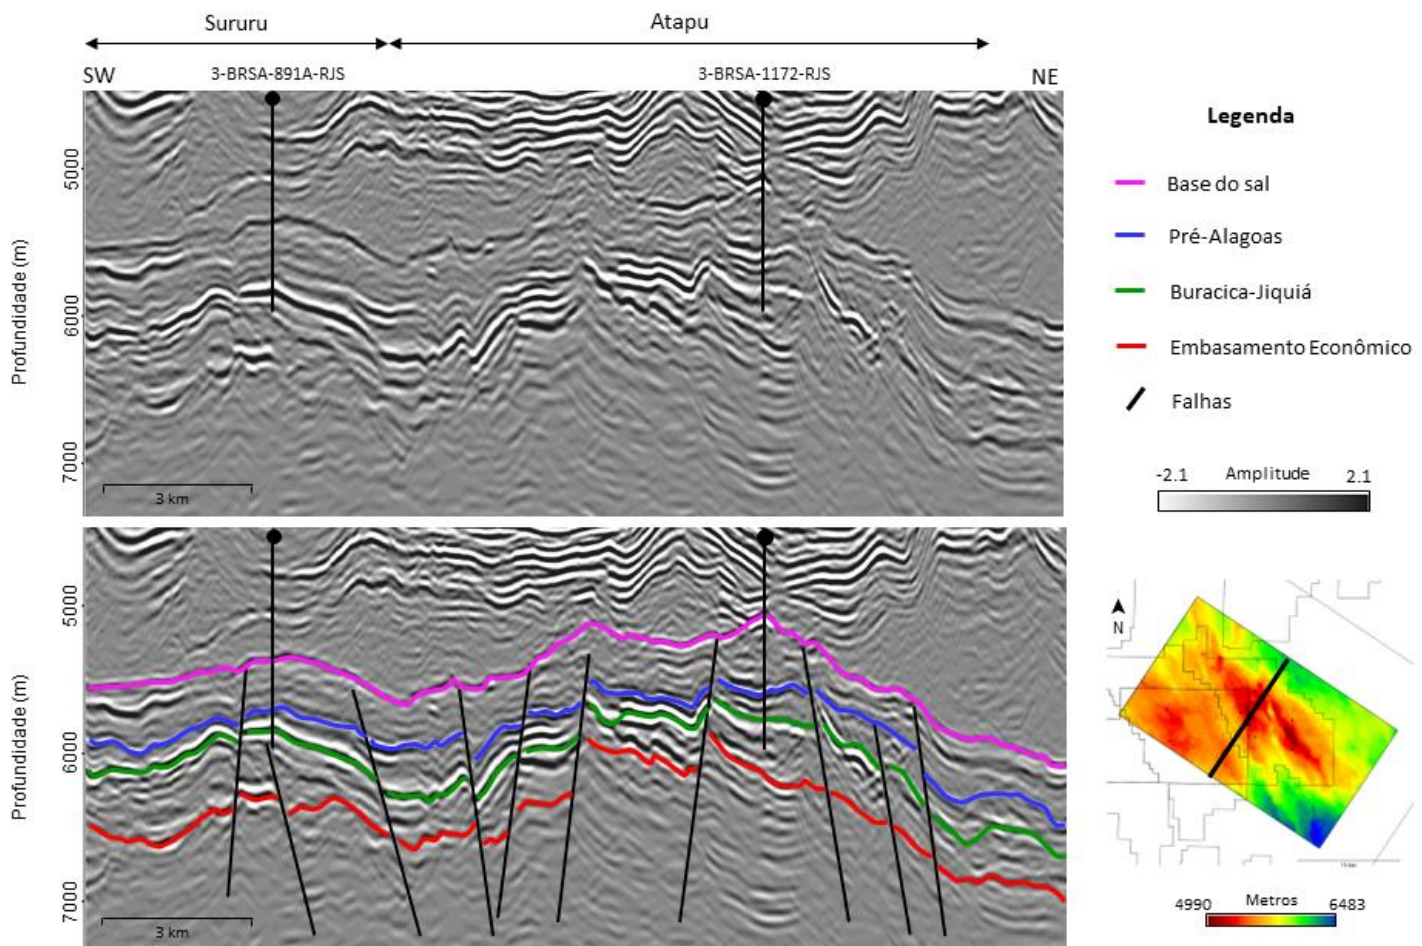 Sururu
Atapu
SW
3-BRSA-891A-RJS
3-BRSA-1172-RJS
NE
Profundidade (m)
5000
6000
7000
3 km
Legenda
Base do sal
Pré-Alagoas
Buracica-Jiquiá
Embasamento Econômico
Falhas
-2.1
Amplitude
2.1
Profundidade (m)
5000
6000
7000
3 km
N
4990
Metros
6483